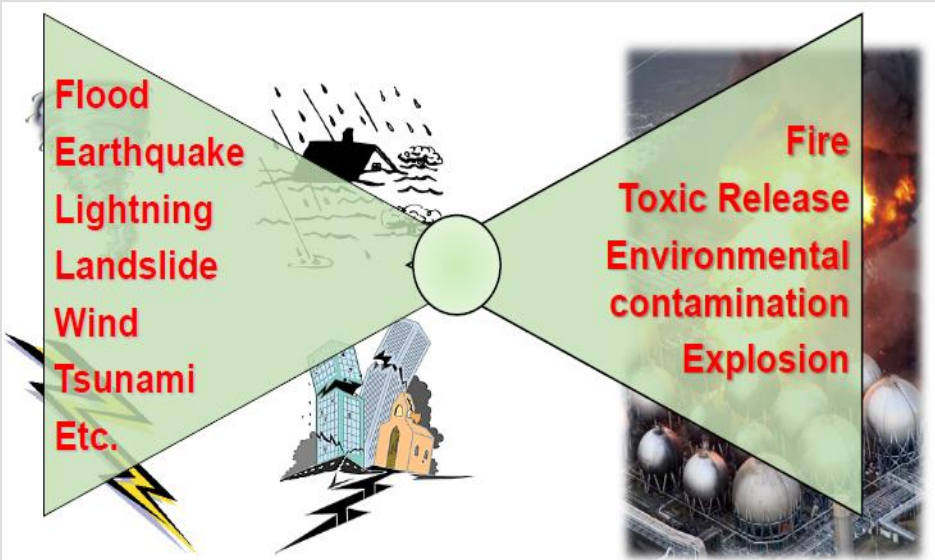 Flood
Earthquake
Lightning
Landslide
Wind
Tsunami
Etc.
Fire
Toxic Release
Environmental
contamination
Explosion